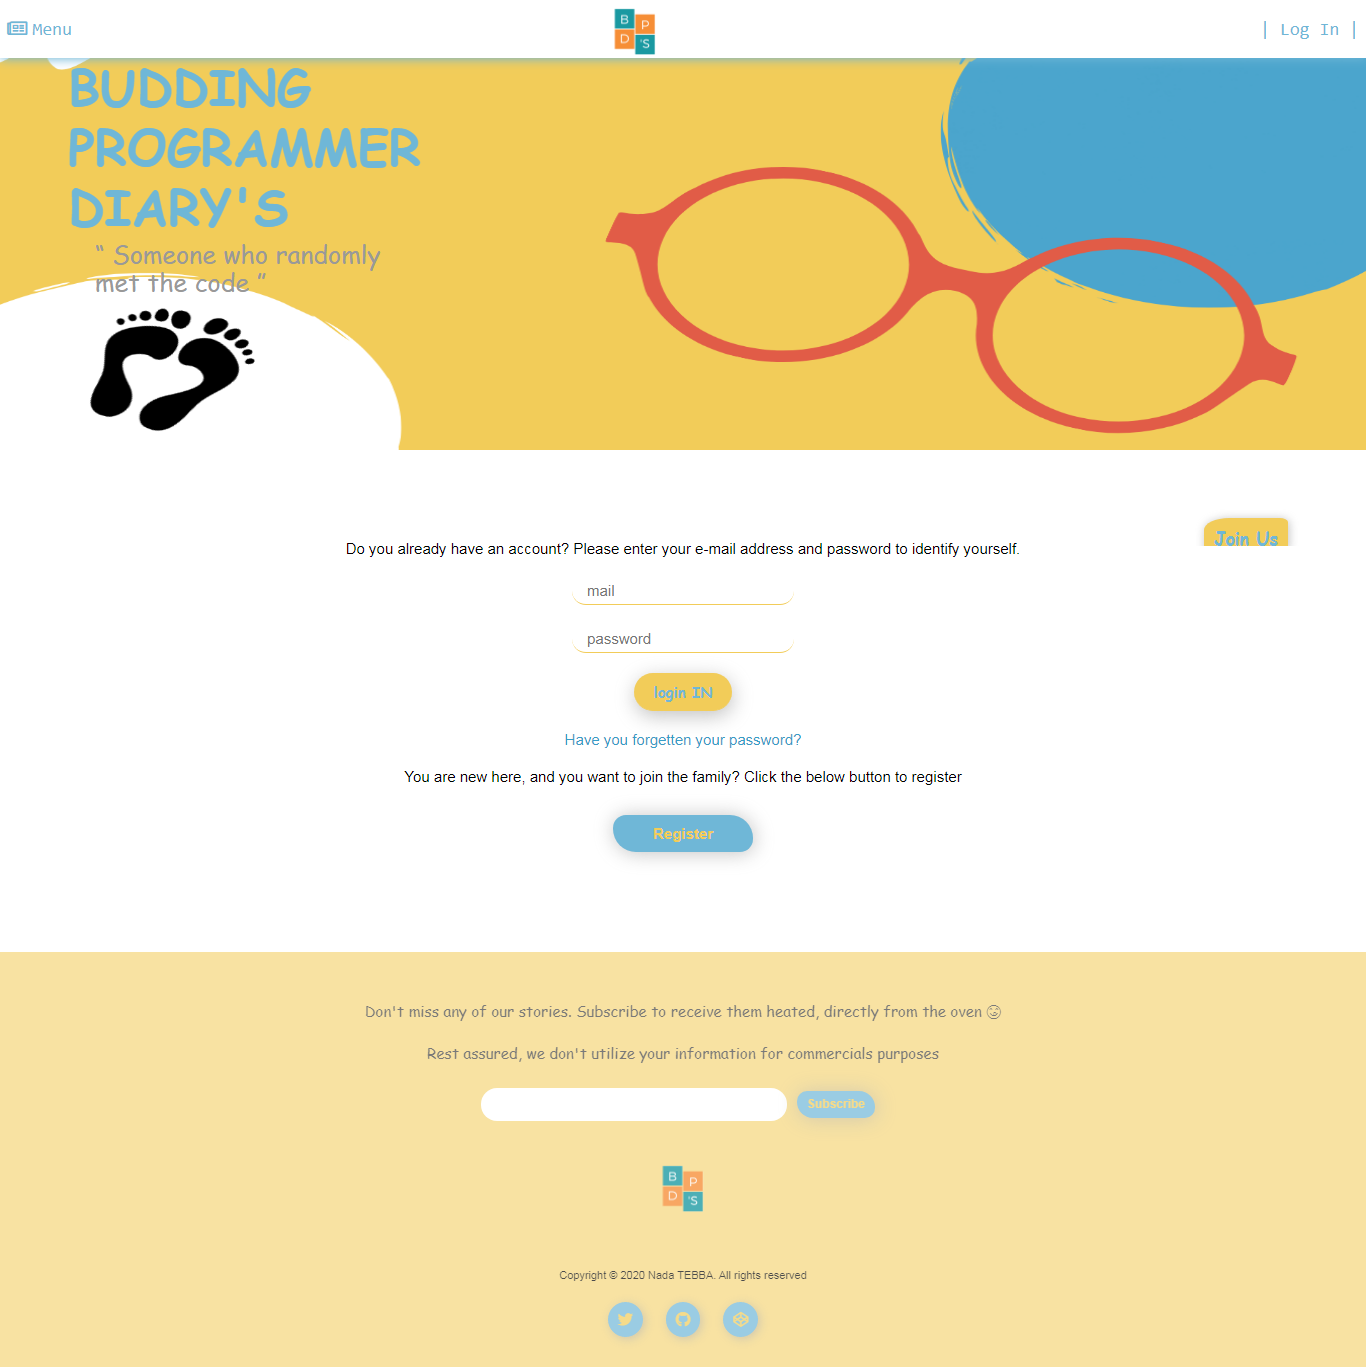 Menu
B P
D 'S
| Log In |
BUDDING
PROGRAMMER
DIARY'S
“ Someone who randomly
met the code ”
Join Us
Do you already have an account? Please enter your e-mail address and password to identify yourself.
mail
password
login IN
Have you forgetten your password?
You are new here, and you want to join the family? Click the below button to register
Register
Don't miss any of our stories. Subscribe to receive them heated, directly from the oven 😉
Rest assured, we don't utilize your information for commercials purposes
Subscribe
B P
D 'S
Copyright © 2020 Nada TEBBA. All rights reserved